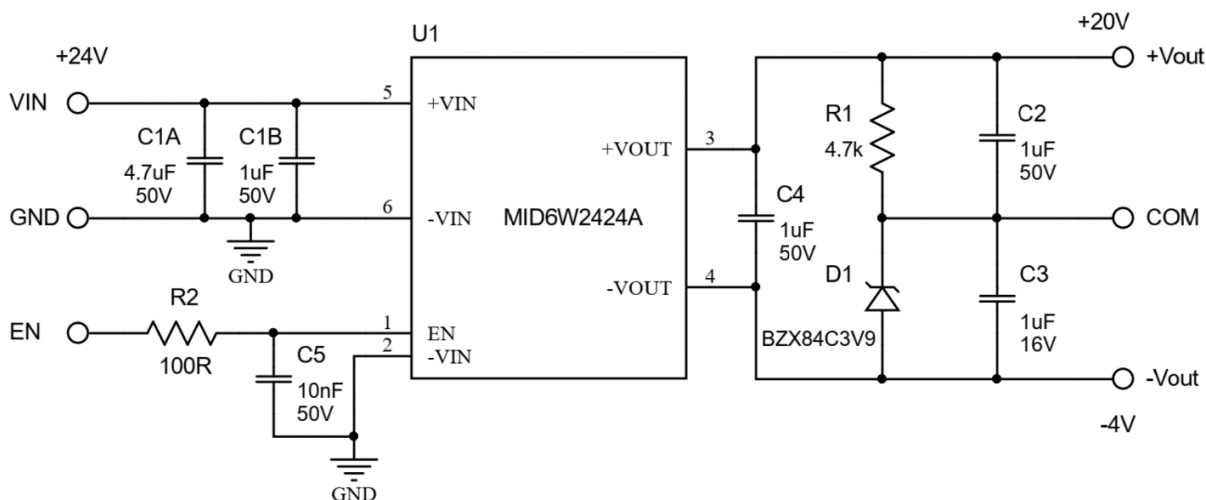 U1
+24V
+20V
VIN
5
+VIN
+Vout
C1A
4.7uF
50V
C1B
1uF
50V
R1
4.7k
C2
1uF
50V
3
+VOUT
GND
6
-VIN
MID6W2424A
C4
1uF
50V
COM
GND
-VOUT
4
D1
BZX84C3V9
C3
1uF
16V
R2
100R
EN
1
EN
2
-VIN
C5
10nF
50V
-Vout
-4V
GND